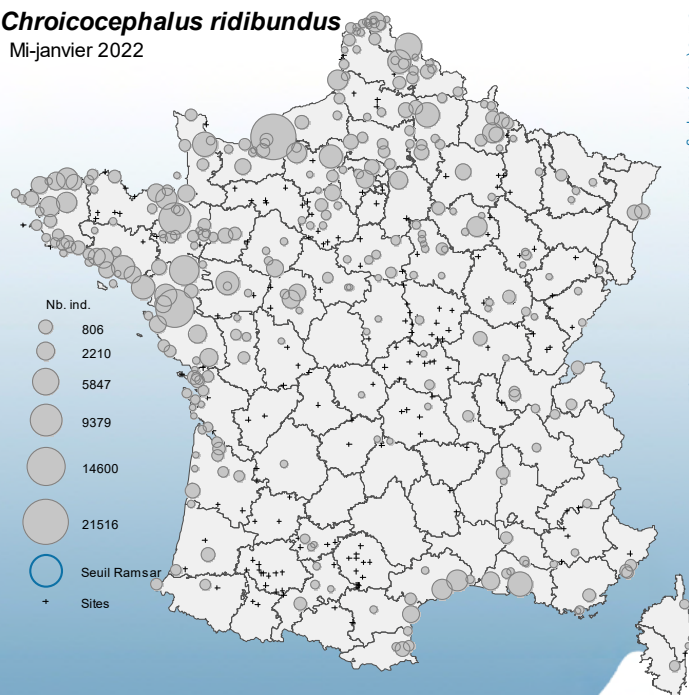 Chroicocephalus ridibundus
Mi-janvier 2022
Nb. ind.
806
2210
5847
9379
14600
21516
Seuil Ramsar
Sites